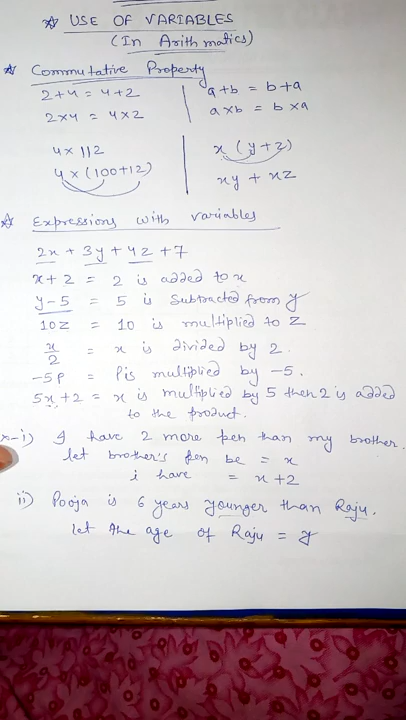 ☆ USE OF VARIABLES
(In Arithmatics)
☆ Commutative Property
2+4 = 4+2
a+b = b+a
2×4 = 4×2
a×b = b×a
4×112
x(y+z)
4×(100+12)
xy + xz
☆ Expressions with variables
2x + 3y + 4z + 7
x+2 = 2 is added to x
y-5 = 5 is subtracted from y
10z = 10 is multiplied to z
x/2 = x is divided by 2.
-5P = P is multiplied by -5.
5x+2 = x is multiplied by 5 then 2 is added
to the product.
x-i) I have 2 more pen than my brother.
let brother's pen be = x
i have = x+2
ii) Pooja is 6 years younger than Raju.
let the age of Raju = y